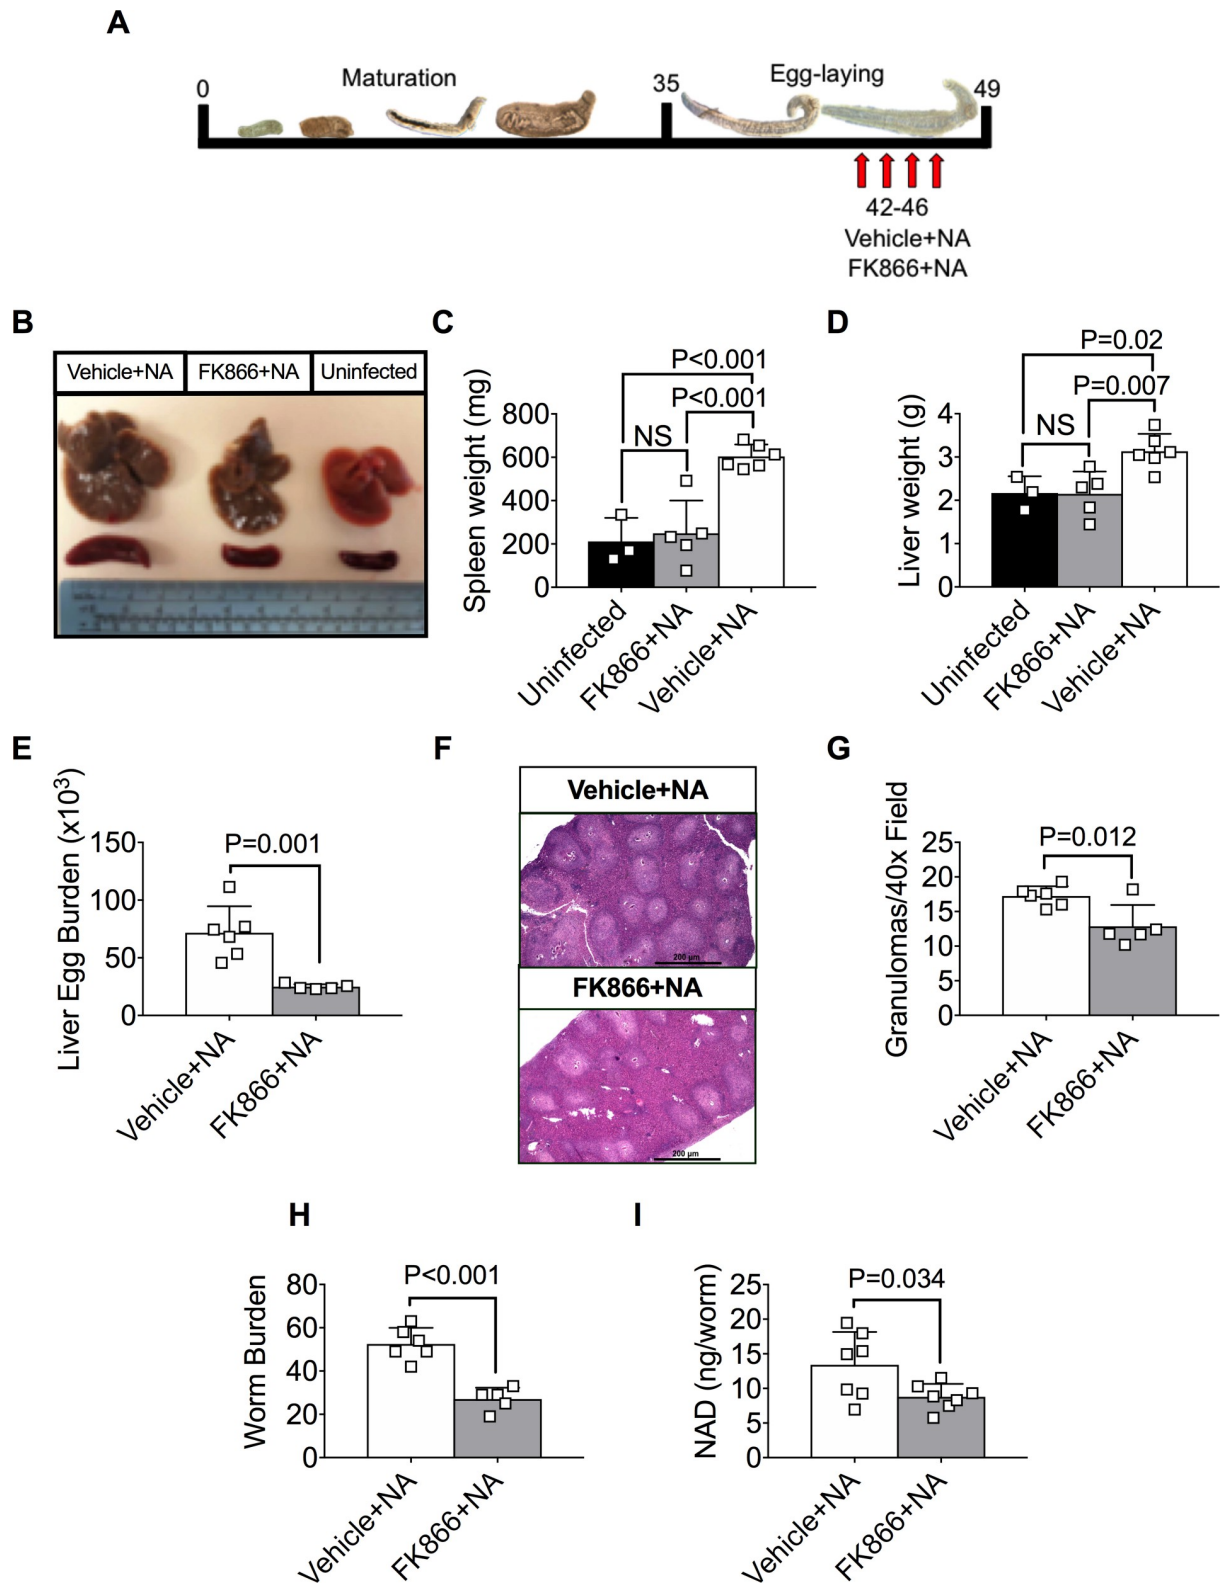 A
0
Maturation
35
Egg-laying
49
42-46
Vehicle+NA
FK866+NA
B
Vehicle+NA
FK866+NA
Uninfected
C
Spleen weight (mg)
800
600
400
200
0
P<0.001
P<0.001
NS
Uninfected
FK866+NA
Vehicle+NA
D
Liver weight (g)
4
3
2
1
0
P=0.02
P=0.007
NS
Uninfected
FK866+NA
Vehicle+NA
E
Liver Egg Burden (x10³)
150
100
50
0
P=0.001
Vehicle+NA
FK866+NA
F
Vehicle+NA
200 μm
FK866+NA
200 μm
G
Granulomas/40x Field
25
20
15
10
5
0
P=0.012
Vehicle+NA
FK866+NA
H
Worm Burden
80
60
40
20
0
P<0.001
Vehicle+NA
FK866+NA
I
NAD (ng/worm)
25
20
15
10
5
0
P=0.034
Vehicle+NA
FK866+NA